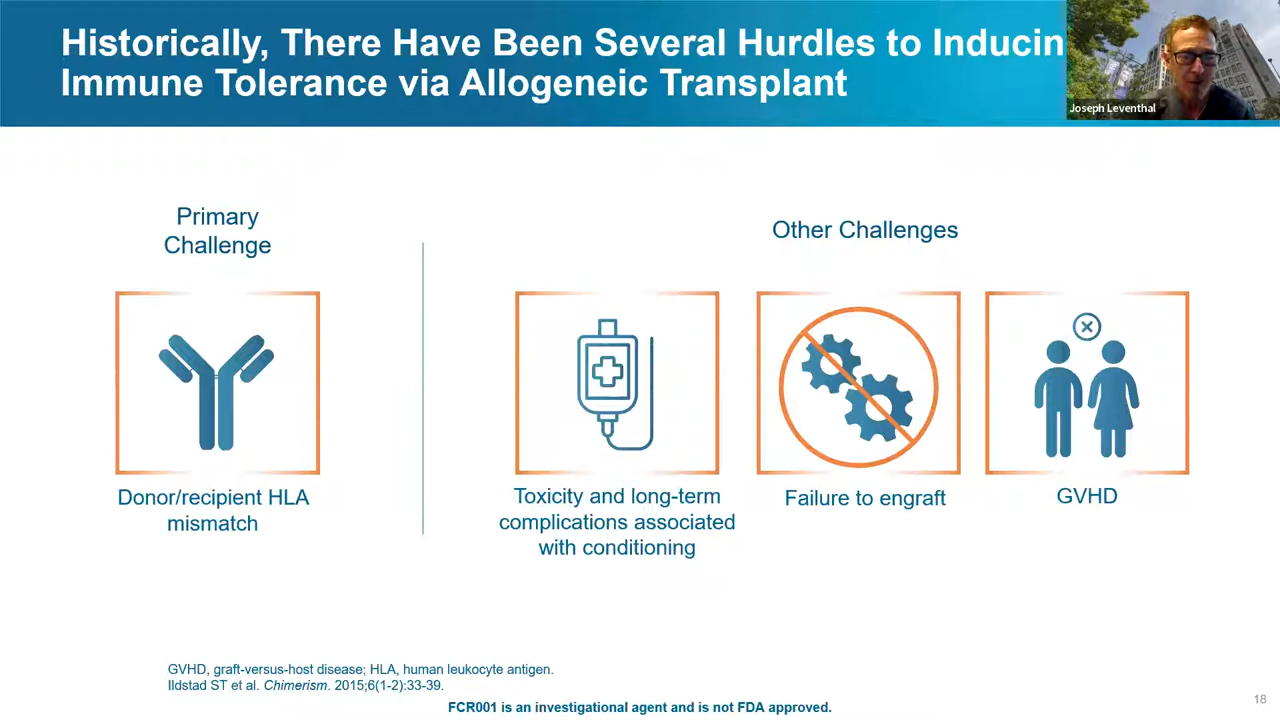 Historically, There Have Been Several Hurdles to Inducin
Immune Tolerance via Allogeneic Transplant
Joseph Leventhal
Primary
Challenge
Other Challenges
Donor/recipient HLA
mismatch
Toxicity and long-term
complications associated
with conditioning
Failure to engraft
GVHD
GVHD, graft-versus-host disease; HLA, human leukocyte antigen.
Ildstad ST et al. Chimerism. 2015;6(1-2):33-39.
FCR001 is an investigational agent and is not FDA approved.
18